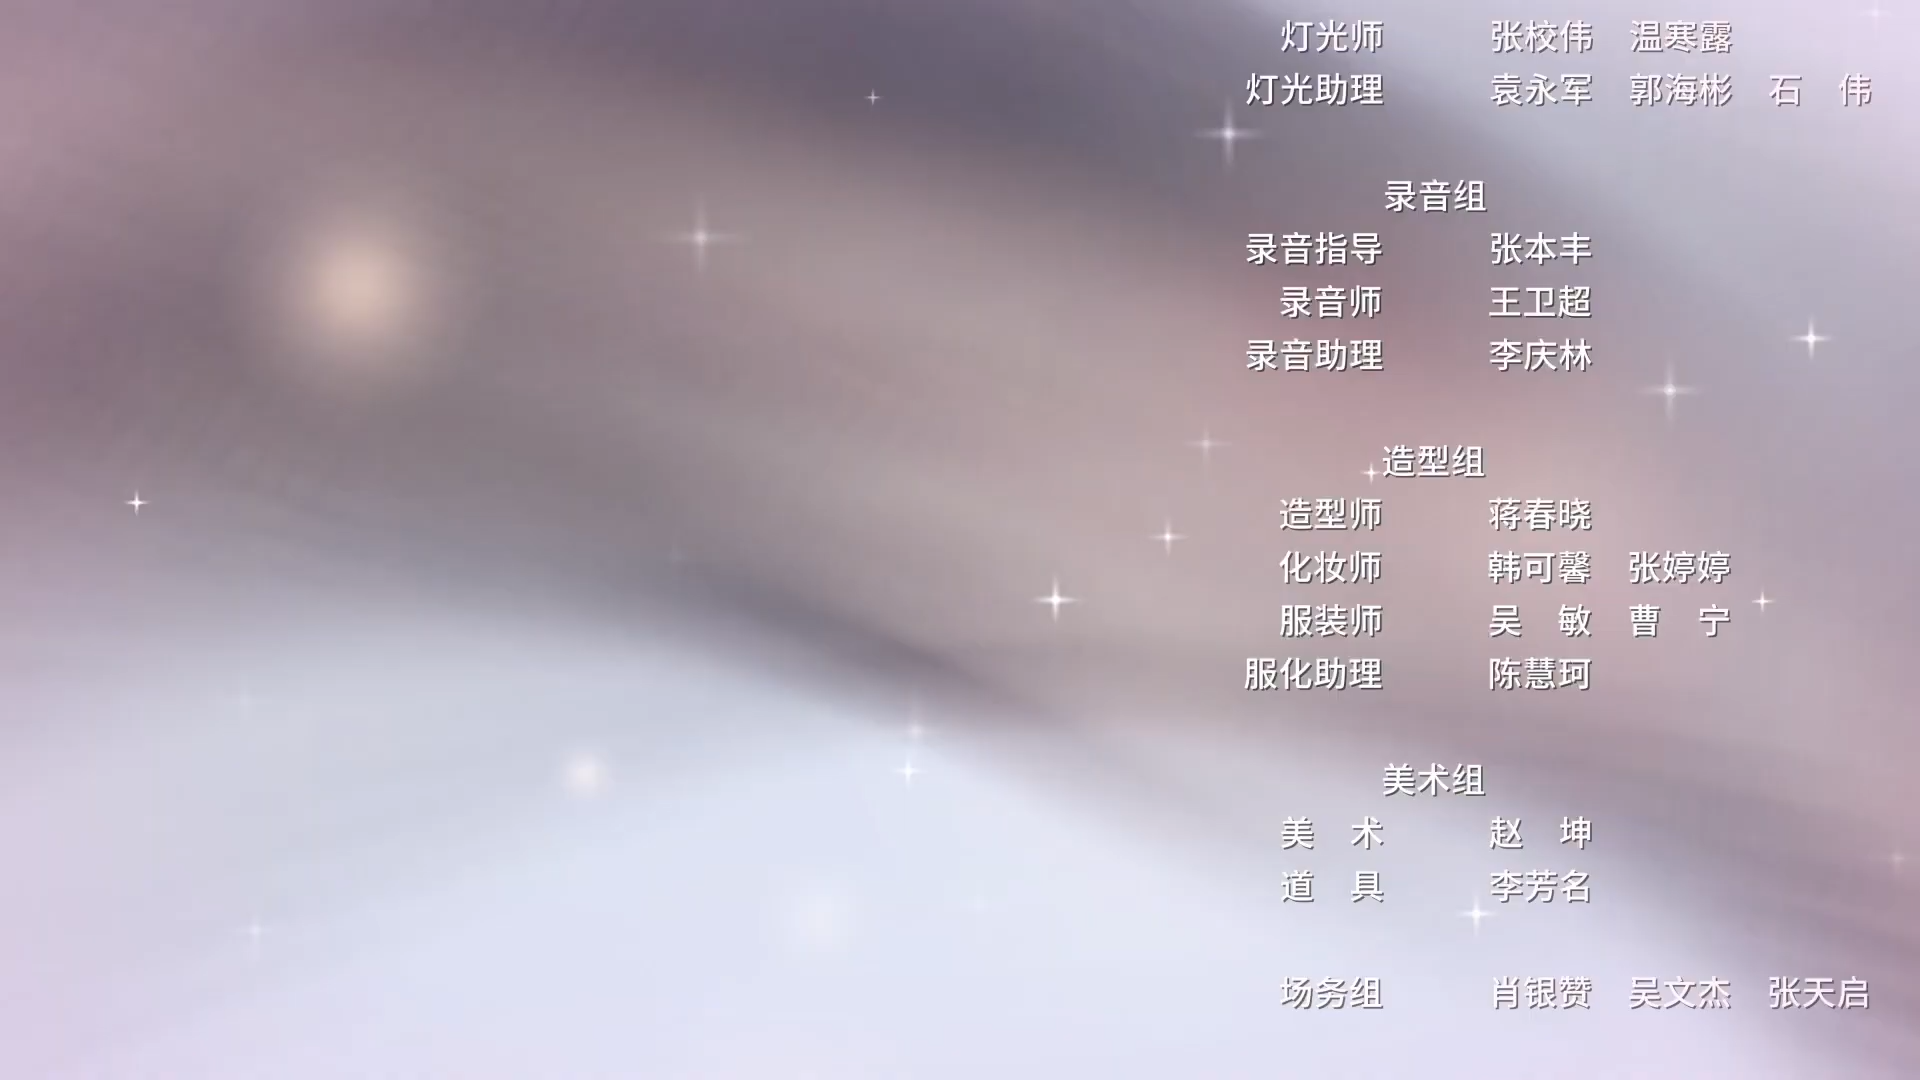 灯光师 张校伟 温寒露
灯光助理 袁永军 郭海彬 石 伟
录音组
录音指导 张本丰
录音师 王卫超
录音助理 李庆林
造型组
造型师 蒋春晓
化妆师 韩可馨 张婷婷
服装师 吴 敏 曹 宁
服化助理 陈慧珂
美术组
美 术 赵 坤
道 具 李芳名
场务组 肖银赞 吴文杰 张天启